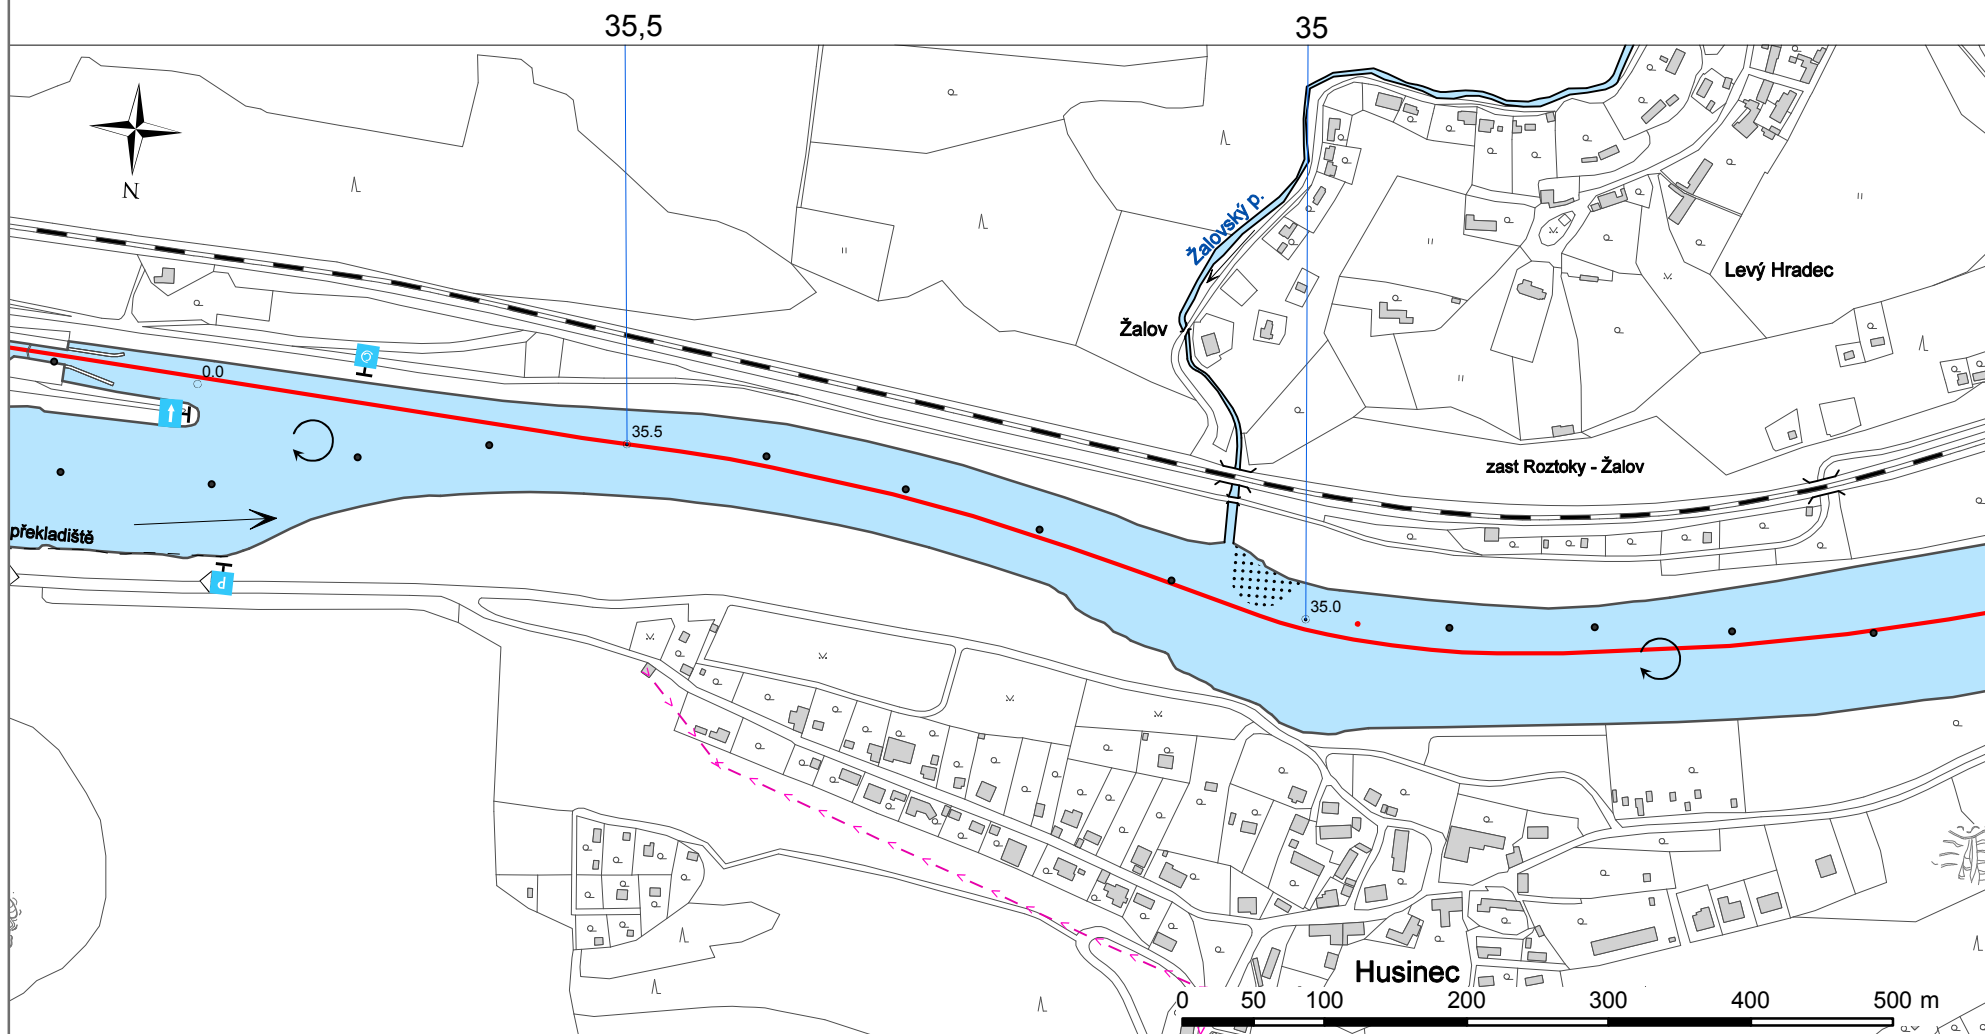 35,5
35
N
Žalovský p.
Levý Hradec
Žalov
0.0
35.5
zast Roztoky - Žalov
překladiště
P
35.0
Husinec
0 50 100 200 300 400 500 m